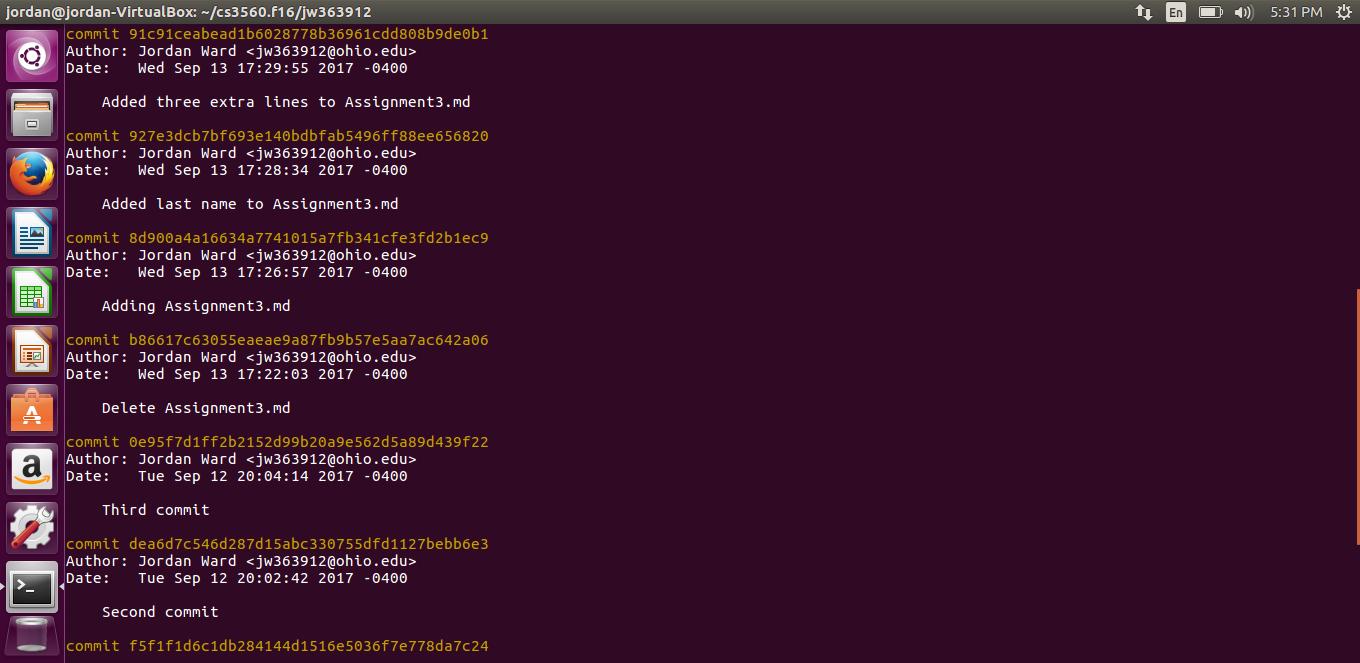 jordan@jordan-VirtualBox: ~/cs3560.f16/jw363912
En
5:31 PM
commit 91c91ceabead1b6028778b36961cdd808b9de0b1
Author: Jordan Ward <jw363912@ohio.edu>
Date:   Wed Sep 13 17:29:55 2017 -0400
Added three extra lines to Assignment3.md
commit 927e3dcb7bf693e140bdbfab5496ff88ee656820
Author: Jordan Ward <jw363912@ohio.edu>
Date:   Wed Sep 13 17:28:34 2017 -0400
Added last name to Assignment3.md
commit 8d900a4a16634a7741015a7fb341cfe3fd2b1ec9
Author: Jordan Ward <jw363912@ohio.edu>
Date:   Wed Sep 13 17:26:57 2017 -0400
Adding Assignment3.md
commit b86617c63055eaeae9a87fb9b57e5aa7ac642a06
Author: Jordan Ward <jw363912@ohio.edu>
Date:   Wed Sep 13 17:22:03 2017 -0400
Delete Assignment3.md
commit 0e95f7d1ff2b2152d99b20a9e562d5a89d439f22
Author: Jordan Ward <jw363912@ohio.edu>
Date:   Tue Sep 12 20:04:14 2017 -0400
Third commit
commit dea6d7c546d287d15abc330755dfd1127bebb6e3
Author: Jordan Ward <jw363912@ohio.edu>
Date:   Tue Sep 12 20:02:42 2017 -0400
Second commit
commit f5f1f1d6c1db284144d1516e5036f7e778da7c24